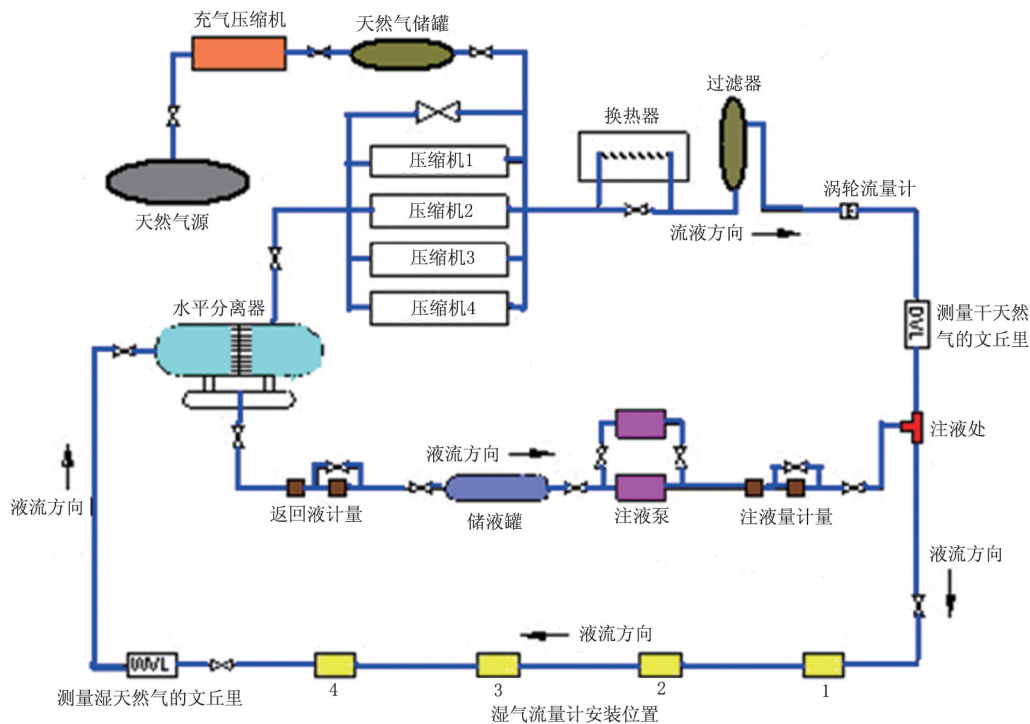 充气压缩机
天然气储罐
过滤器
换热器
压缩机1
涡轮流量计
压缩机2
天然气源
流液方向
压缩机3
水平分离器
压缩机4
测量干天然
气的文丘里
DVL
注液处
液流方向
液流方向
返回液计量
储液罐
注液泵
注液量计量
液流方向
液流方向
WVL
测量湿天然气的文丘里
4
3
2
1
湿气流量计安装位置